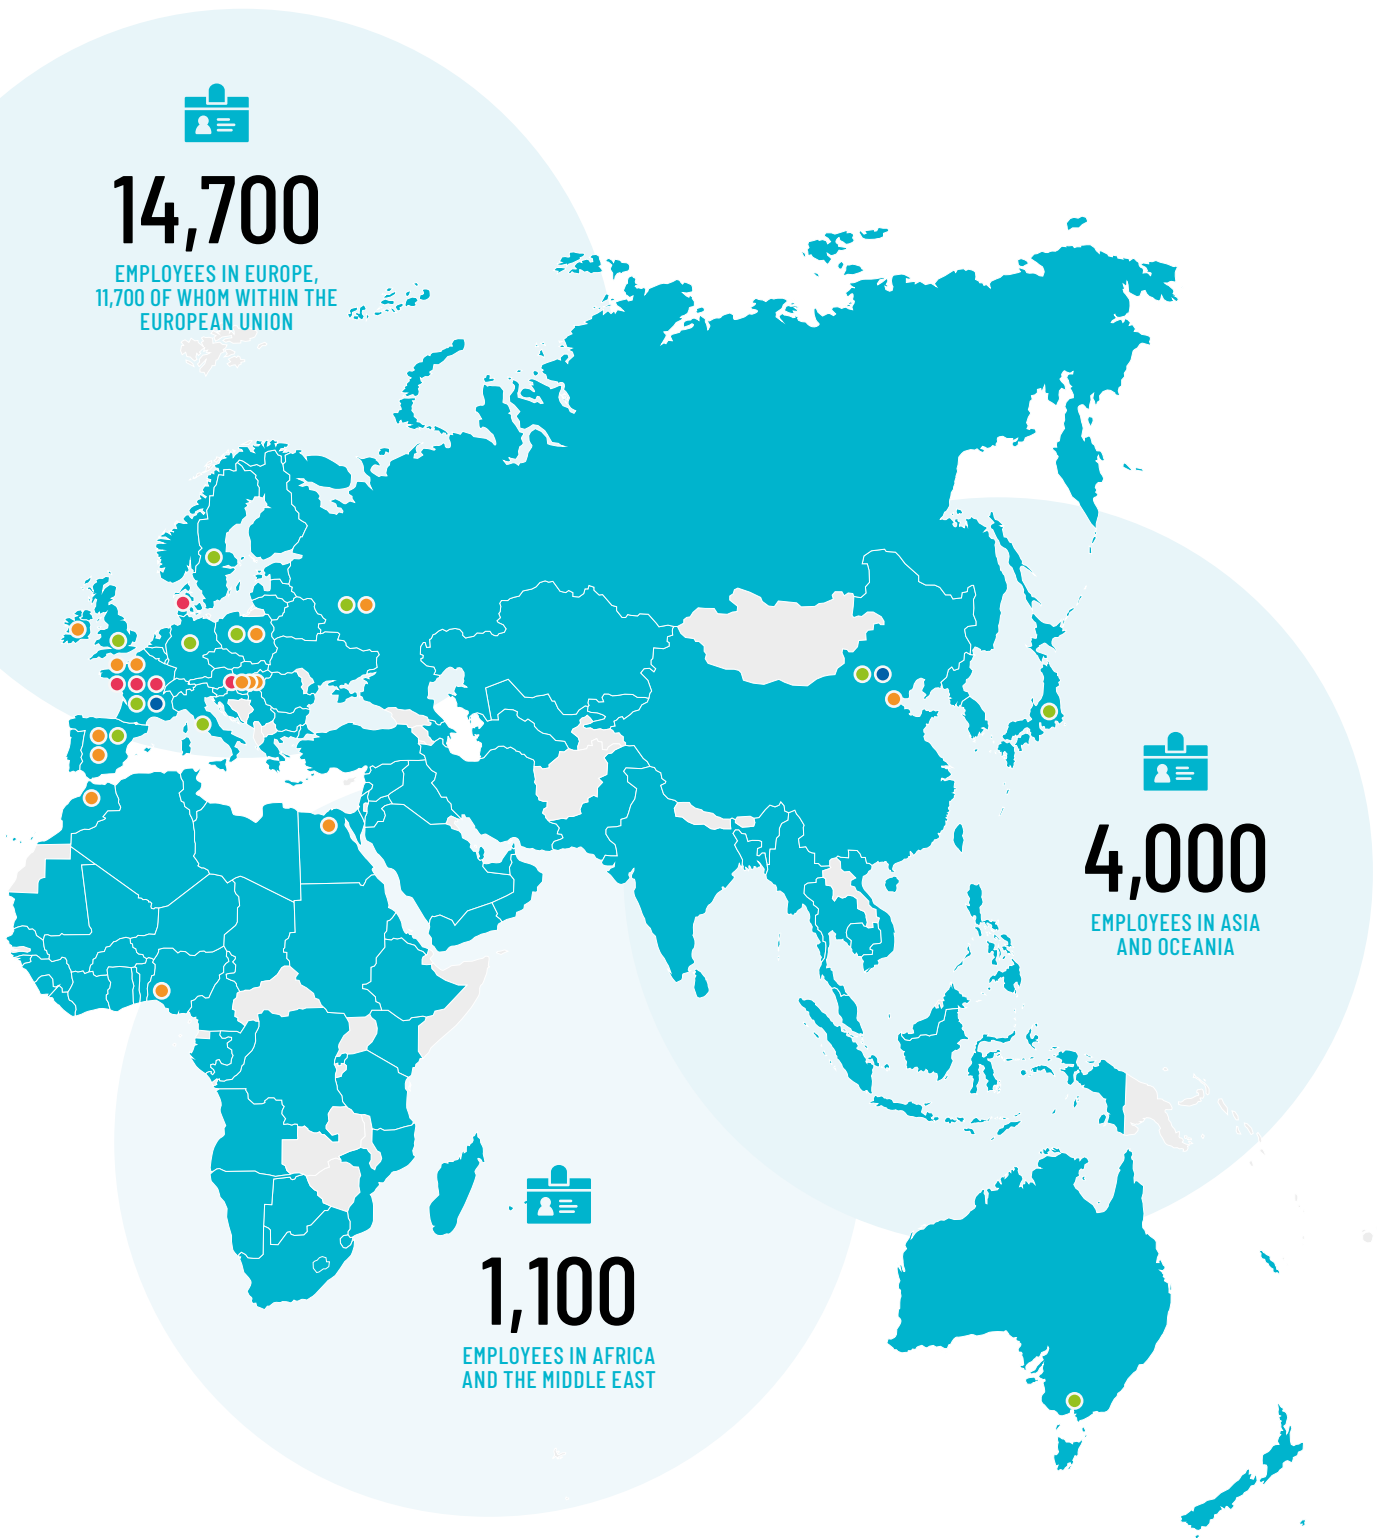 14,700
EMPLOYEES IN EUROPE,
11,700 OF WHOM WITHIN THE
EUROPEAN UNION
4,000
EMPLOYEES IN ASIA
AND OCEANIA
1,100
EMPLOYEES IN AFRICA
AND THE MIDDLE EAST